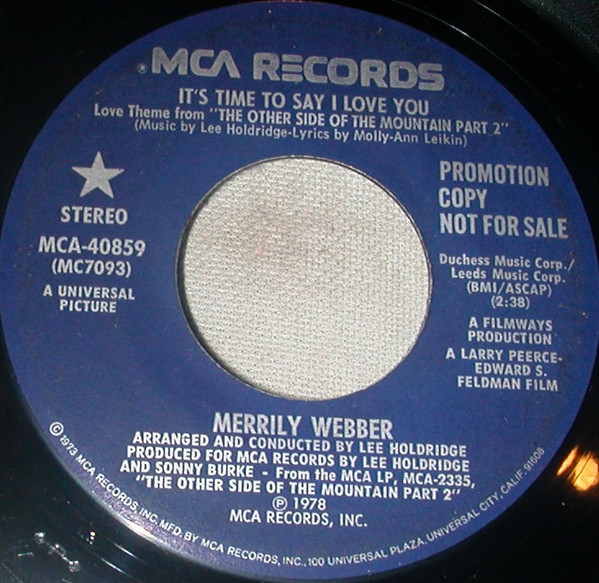 ®MCA RECORDS
IT'S TIME TO SAY I LOVE YOU
Love Theme from "THE OTHER SIDE OF THE MOUNTAIN PART 2"
(Music by Lee Holdridge-Lyrics by Molly-Ann Leikin)
STEREO
MCA-40859
(MC7093)
A UNIVERSAL
PICTURE
PROMOTION
COPY
NOT FOR SALE
Duchess Music Corp./
Leeds Music Corp.
(BMI/ASCAP)
(2:38)
A FILMWAYS
PRODUCTION
A LARRY PEERCE-
EDWARD S.
FELDMAN FILM
MERRILY WEBBER
ARRANGED AND CONDUCTED BY LEE HOLDRIDGE
PRODUCED FOR MCA RECORDS BY LEE HOLDRIDGE
AND SONNY BURKE - From the MCA LP, MCA-2335,
"THE OTHER SIDE OF THE MOUNTAIN PART 2"
℗ 1978
MCA RECORDS, INC.
©1973 MCA RECORDS, INC. MFD. BY MCA RECORDS, INC., 100 UNIVERSAL PLAZA, UNIVERSAL CITY, CALIF. 91608